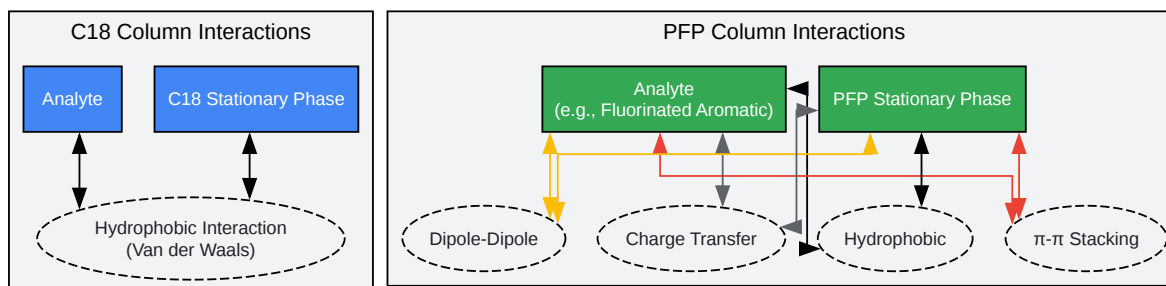 C18 Column Interactions
Analyte
C18 Stationary Phase
Hydrophobic Interaction
(Van der Waals)
PFP Column Interactions
Analyte
(e.g., Fluorinated Aromatic)
PFP Stationary Phase
Dipole-Dipole
Charge Transfer
Hydrophobic
π-π Stacking